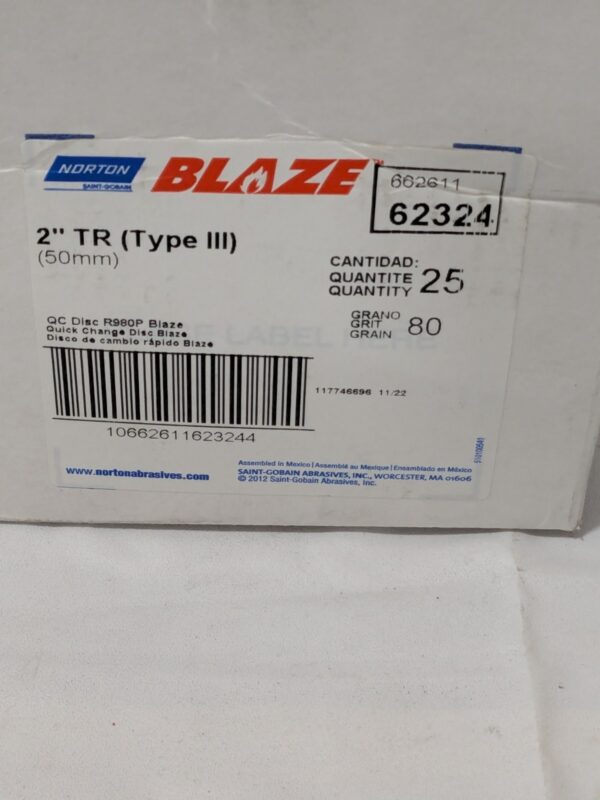 NORTON
SAINT-GOBAIN
BLAZE™
662611
62324
2" TR (Type III)
(50mm)
CANTIDAD:
QUANTITE
QUANTITY 25
GRANO
GRIT
GRAIN 80
QC Disc R980P Blaze
Quick Change Disc Blaze
Disco de cambio rápido Blaze
LABEL HERE
117746696 11/22
10662611623244
www.nortonabrasives.com
Assembled in Mexico | Assemblé au Mexique | Ensamblado en México
SAINT-GOBAIN ABRASIVES, INC., WORCESTER, MA 01606
© 2012 Saint-Gobain Abrasives, Inc.